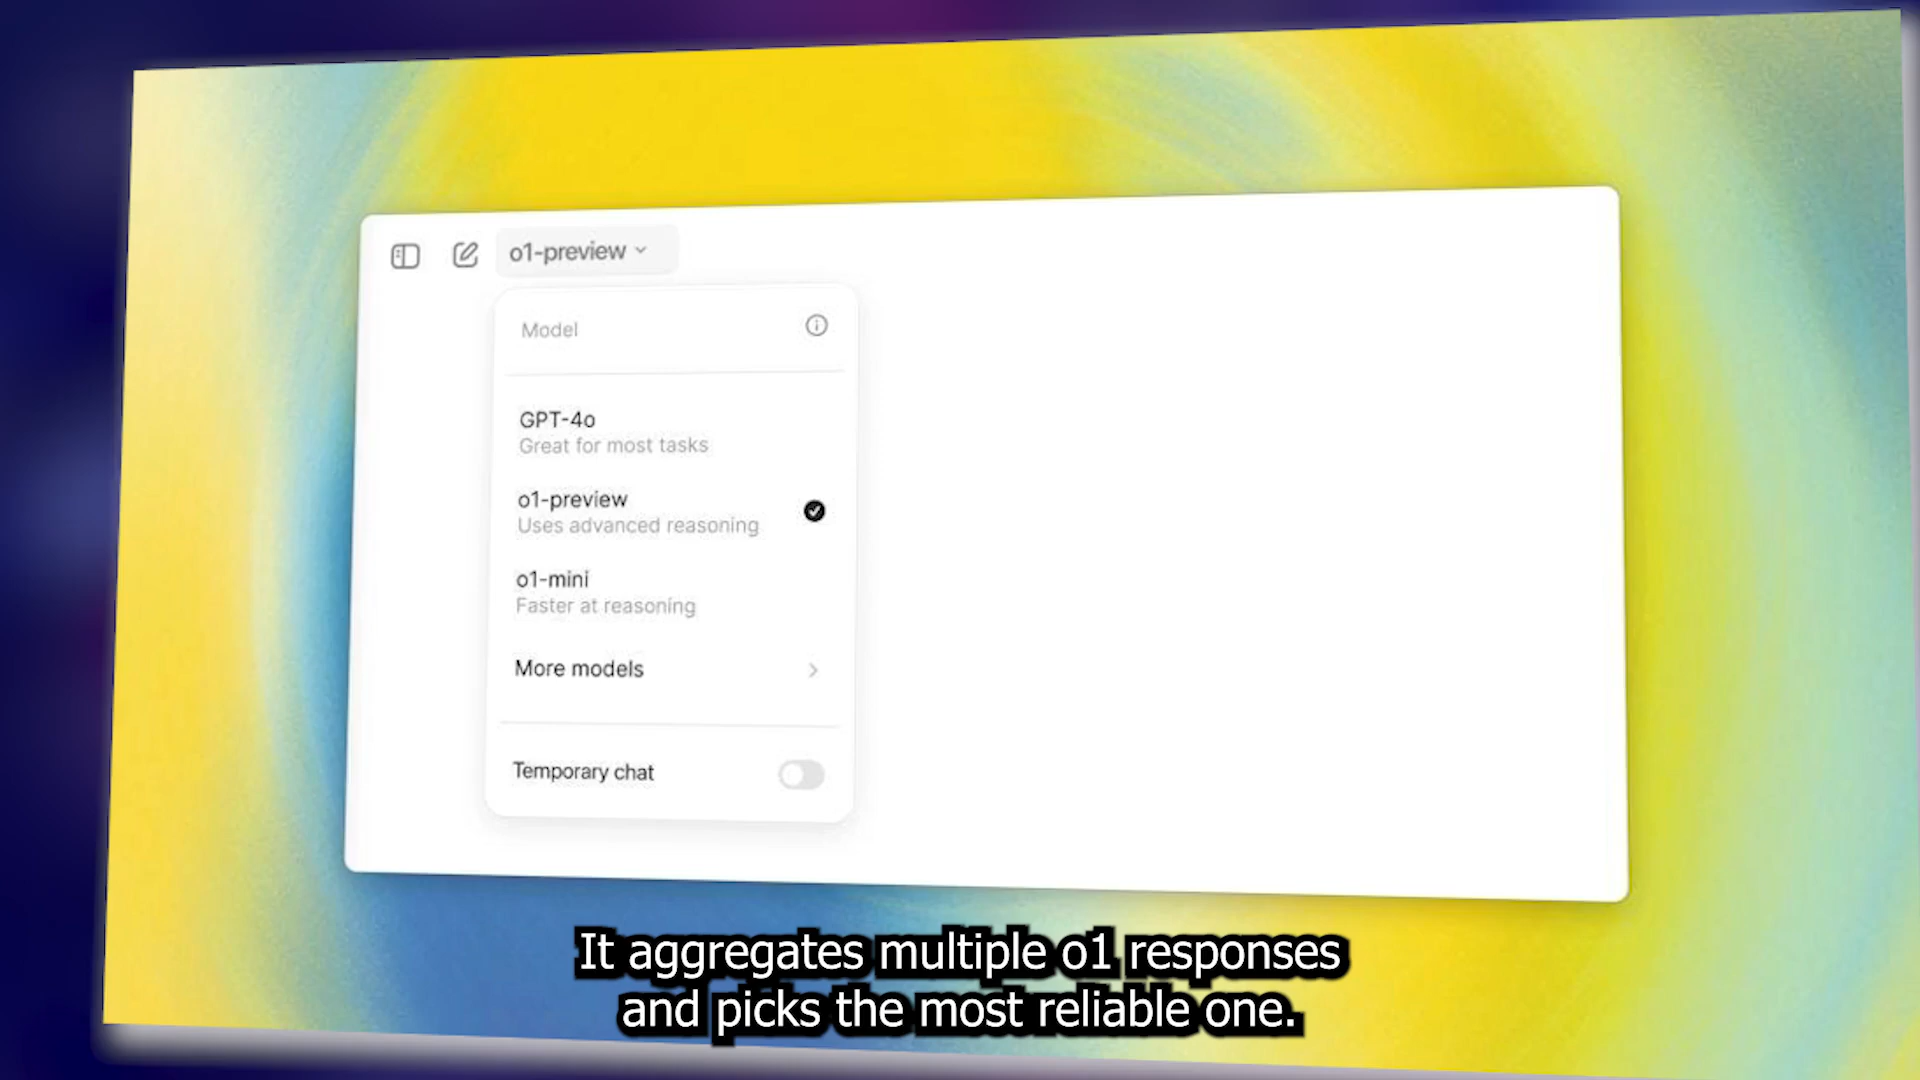 o1-preview
Model
GPT-4o
Great for most tasks
o1-preview
Uses advanced reasoning
o1-mini
Faster at reasoning
More models
Temporary chat
It aggregates multiple o1 responses
and picks the most reliable one.